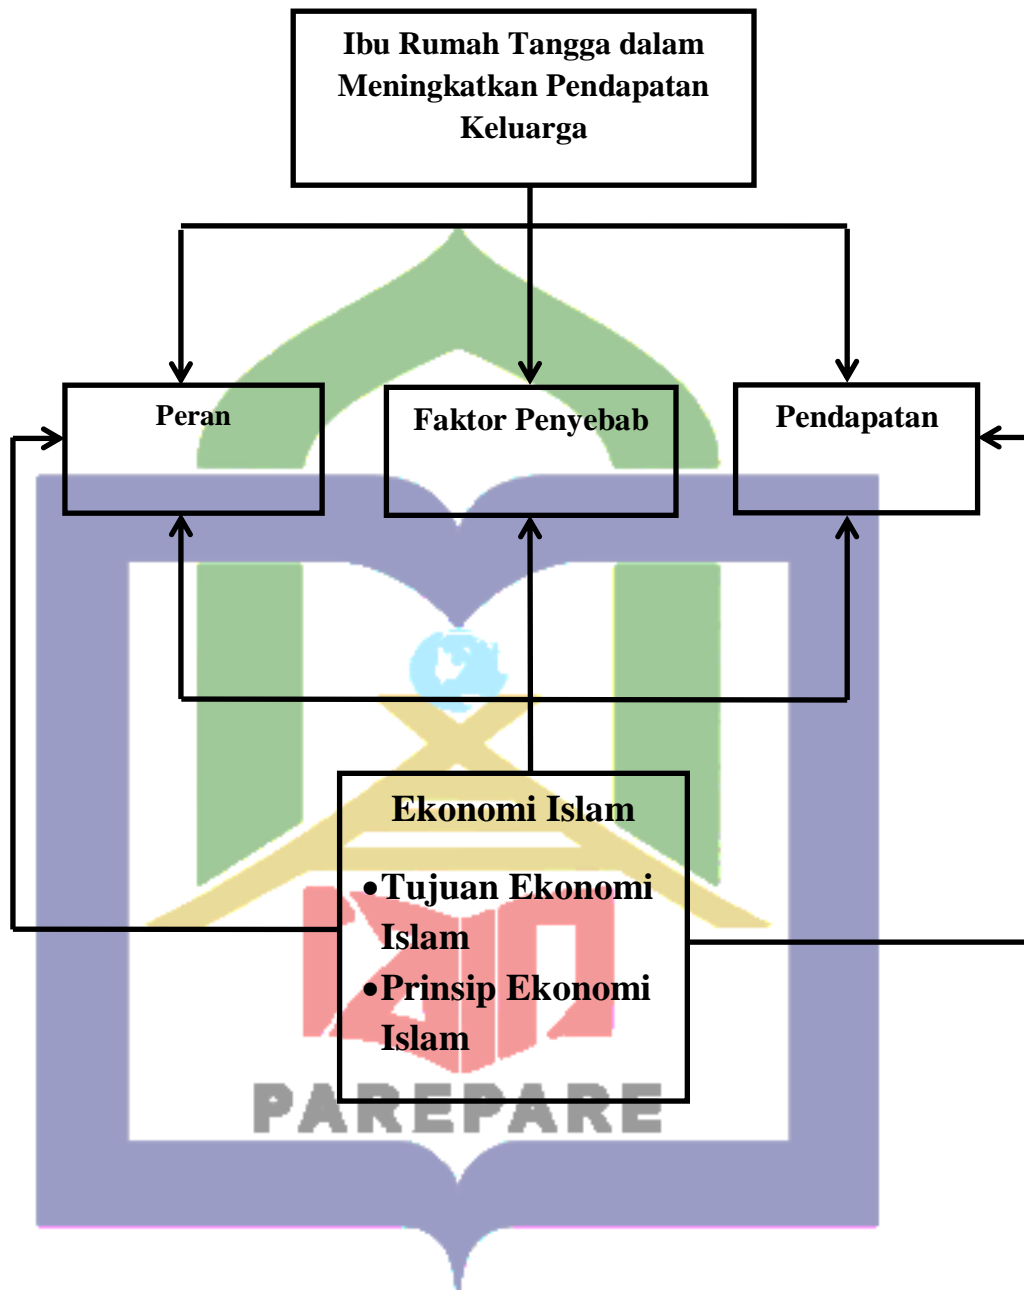 Ibu Rumah Tangga dalam
Meningkatkan Pendapatan
Keluarga
Peran
Faktor Penyebab
Pendapatan
Ekonomi Islam
•Tujuan Ekonomi
Islam
•Prinsip Ekonomi
Islam
PAREPARE